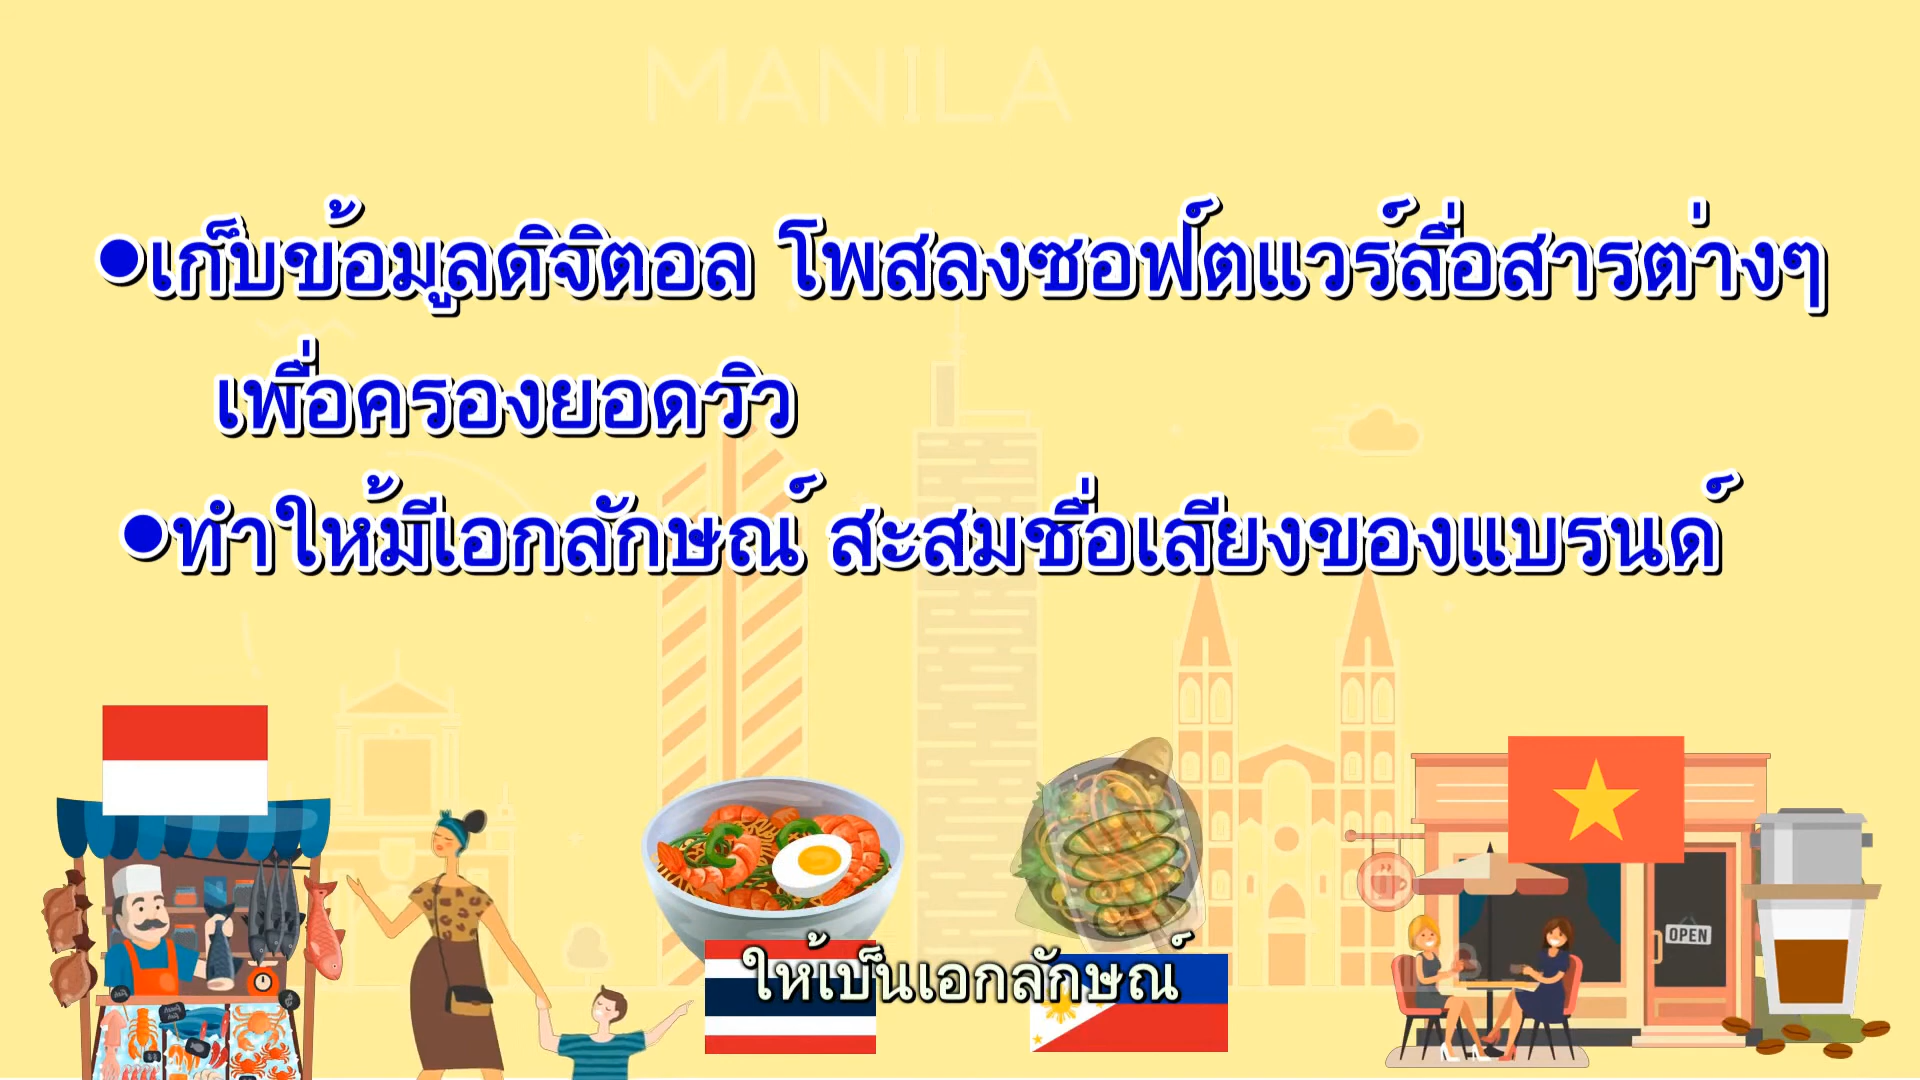 MANILA
•เก็บข้อมูลดิจิตอล โพสลงซอฟต์แวร์สื่อสารต่างๆ
เพื่อครองยอดวิว
•ทำให้มีเอกลักษณ์ สะสมชื่อเสียงของแบรนด์
OPEN
ให้เป็นเอกลักษณ์